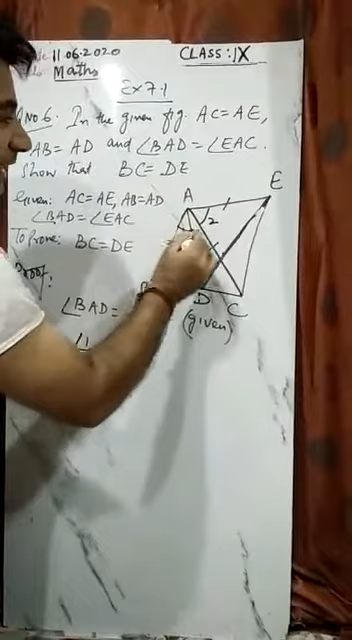 11.06.2020 CLASS: IX
Maths
Ex 7.1
Q no 6. In the given fig. AC = AE,
AB = AD and ∠BAD = ∠EAC.
Show that BC = DE
Given: AC = AE, AB = AD
∠BAD = ∠EAC
To Prove: BC = DE
Proof:
∠BAD =
(given)
A
E
2
D
C